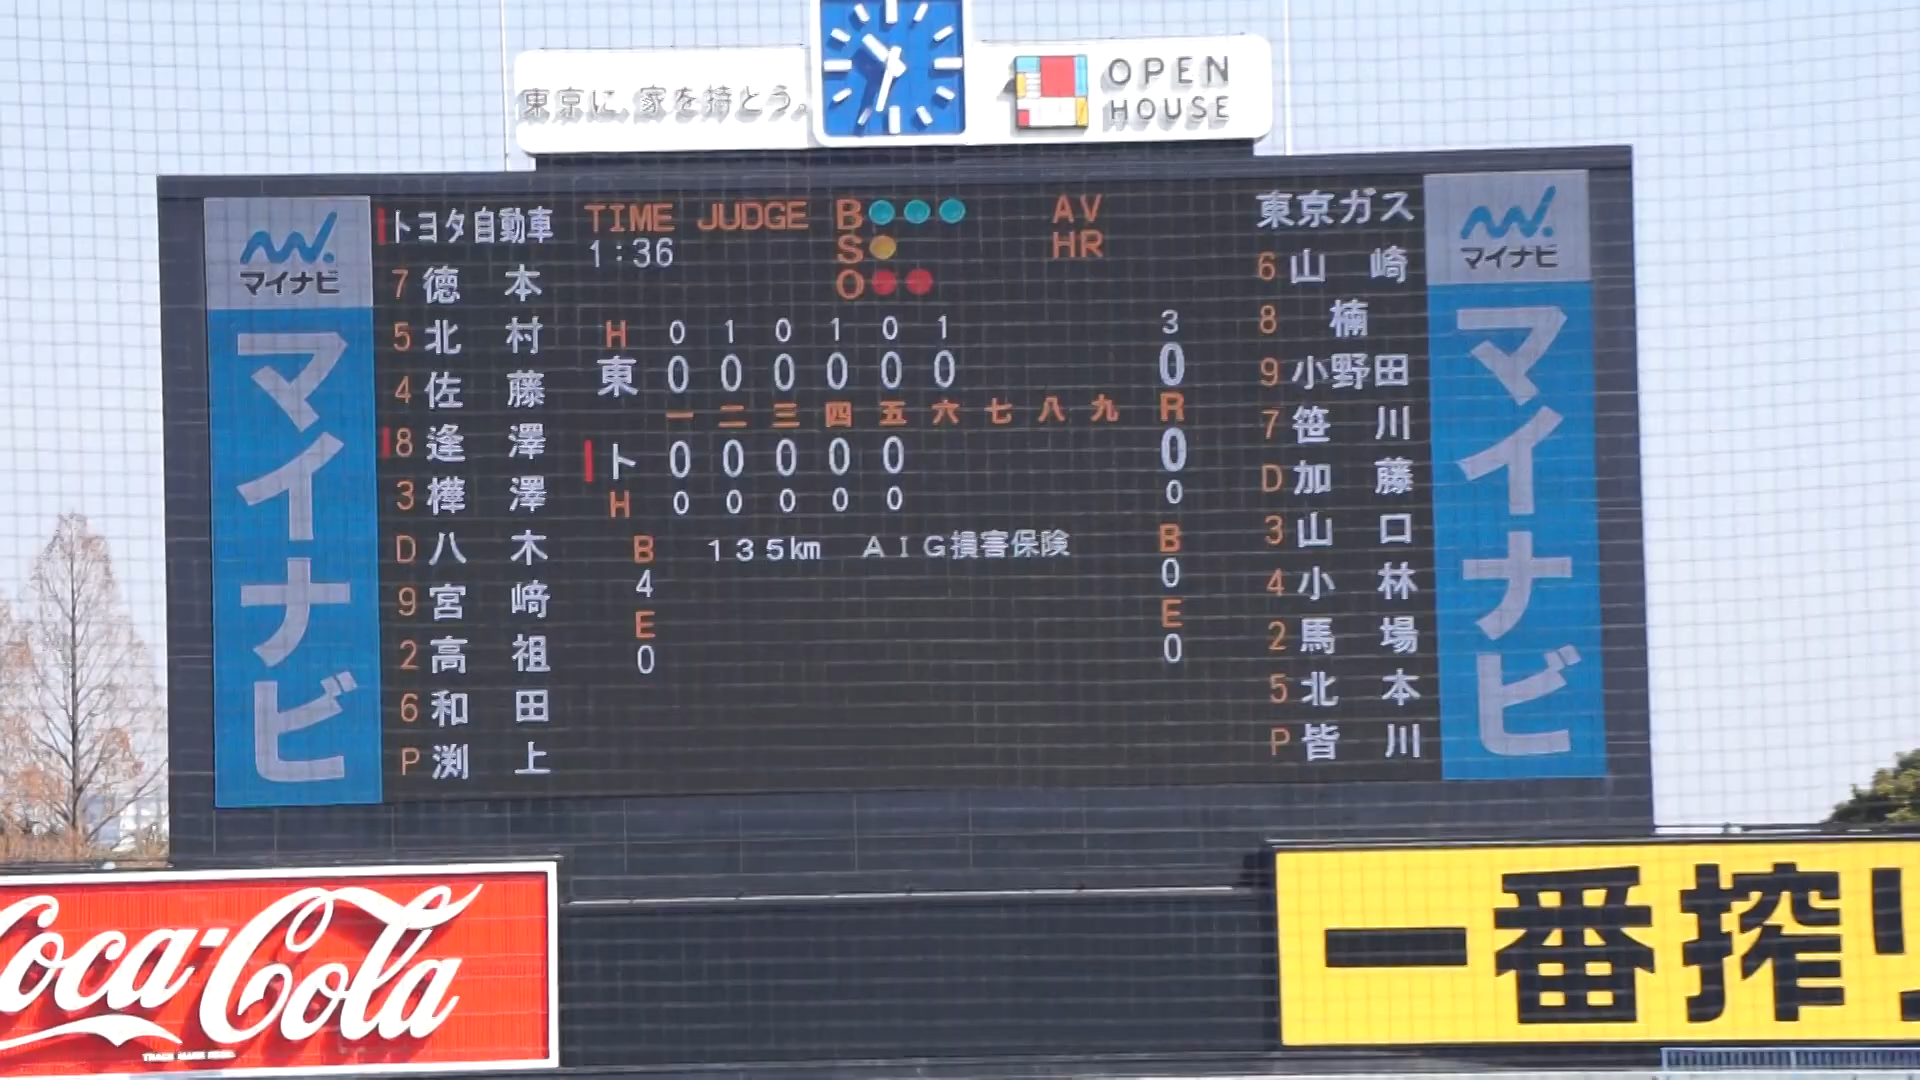 東京に、家を持とう。
OPEN
HOUSE
マイナビ
マイナビ
トヨタ自動車
7 徳本
5 北村
4 佐藤
8 逢澤
3 樺澤
D 八木
9 宮﨑
2 高祖
6 和田
P 渕上
TIME JUDGE
1:36
B
S
O
AV
HR
H 0 1 0 1 0 1 3
東 0 0 0 0 0 0 0
一 二 三 四 五 六 七 八 九 R
ト 0 0 0 0 0 0
H 0 0 0 0 0 0
B 135km AIG損害保険 B
4 0
E E
0 0
東京ガス
6 山崎
8 楠
9 小野田
7 笹川
D 加藤
3 山口
4 小林
2 馬場
5 北本
P 皆川
マイナビ
マイナビ
Coca-Cola
TRADE MARK REGD.
一番搾り